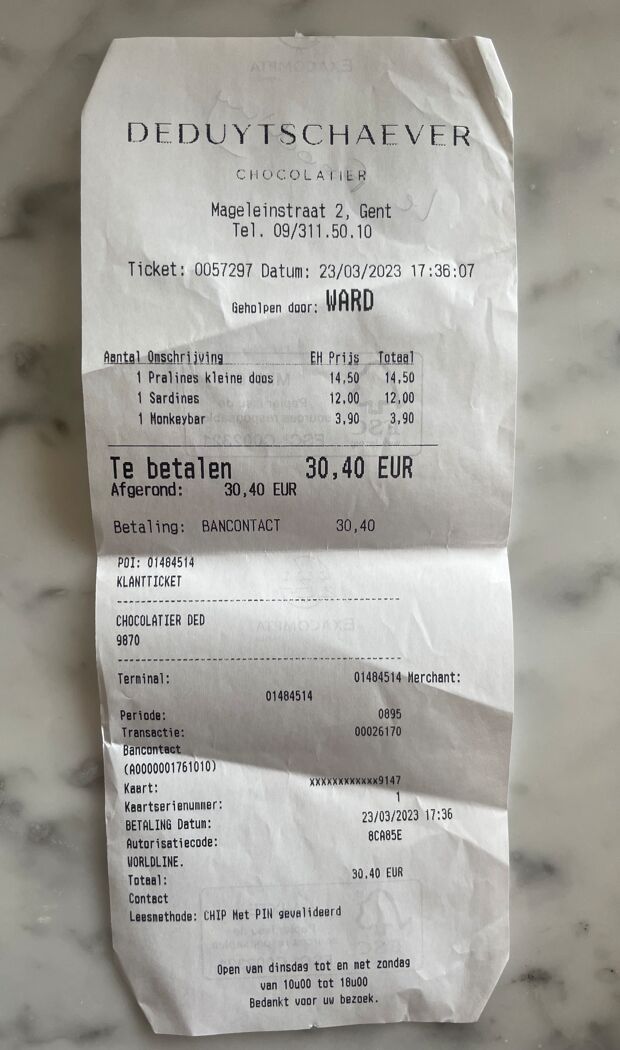 DEDUYTSCHAEVER
CHOCOLATIER
Mageleinstraat 2, Gent
Tel. 09/311.50.10
Ticket: 0057297 Datum: 23/03/2023 17:36:07
Geholpen door: WARD
Aantal Omschrijving EH Prijs Totaal
1 Pralines kleine doos 14,50 14,50
1 Sardines 12,00 12,00
1 Monkeybar 3,90 3,90
Te betalen 30,40 EUR
Afgerond: 30,40 EUR
Betaling: BANCONTACT 30,40
POI: 01484514
KLANTTICKET
CHOCOLATIER DED
9870
Terminal: 01484514 Merchant:
01484514
Periode: 0895
Transactie: 00026170
Bancontact
(A0000001761010)
Kaart: xxxxxxxxxxxx9147
Kaartserienummer: 1
BETALING Datum: 23/03/2023 17:36
Autorisatiecode: 8CA85E
WORLDLINE.
Totaal: 30.40 EUR
Contact
Leesmethode: CHIP Met PIN gevalideerd
Open van dinsdag tot en met zondag
van 10u00 tot 18u00
Bedankt voor uw bezoek.